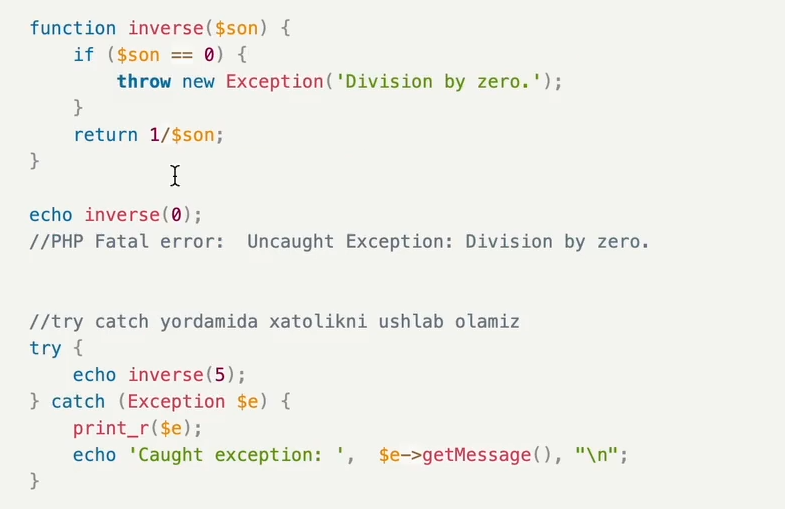 function inverse($son) {
    if ($son == 0) {
        throw new Exception('Division by zero.');
    }
    return 1/$son;
}

echo inverse(0);
//PHP Fatal error:  Uncaught Exception: Division by zero.


//try catch yordamida xatolikni ushlab olamiz
try {
    echo inverse(5);
} catch (Exception $e) {
    print_r($e);
    echo 'Caught exception: ',  $e->getMessage(), "\n";
}